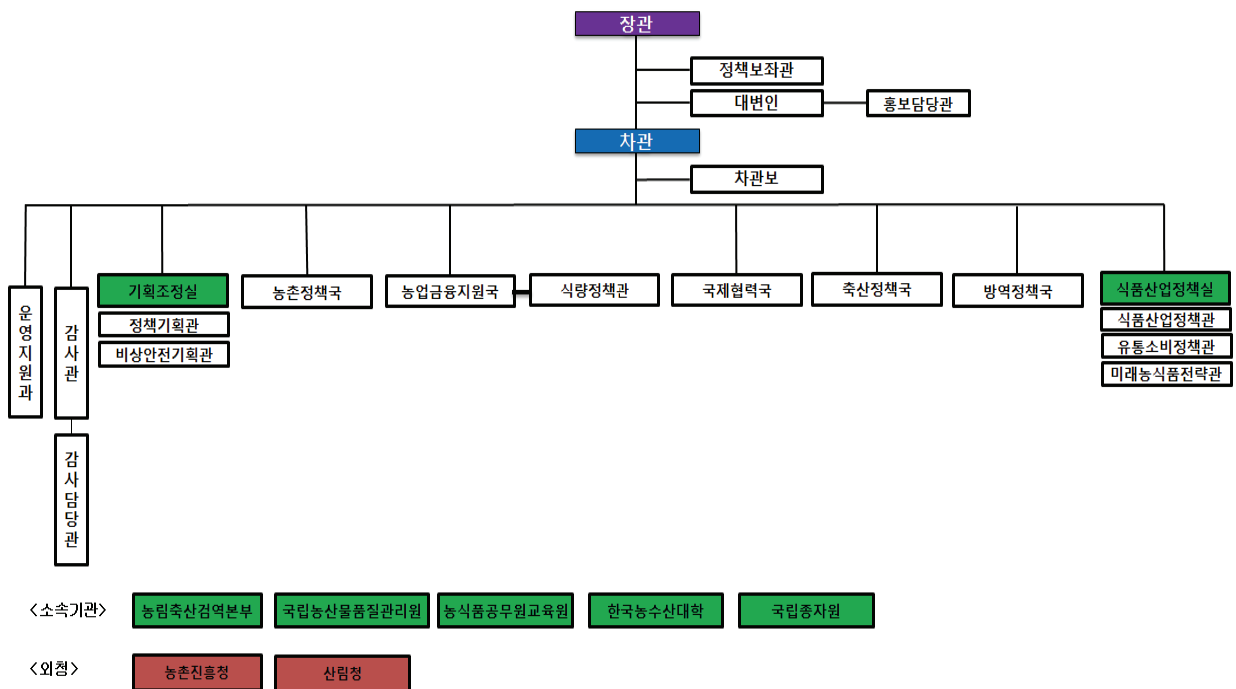 장관
정책보좌관
대변인
홍보담당관
차관
차관보
운영지원과
감사관
감사담당관
기획조정실
정책기획관
비상안전기획관
농촌정책국
농업금융지원국
식량정책관
국제협력국
축산정책국
방역정책국
식품산업정책실
식품산업정책관
유통소비정책관
미래농식품전략관
<소속기관>
농림축산검역본부
국립농산물품질관리원
농식품공무원교육원
한국농수산대학
국립종자원
<외청>
농촌진흥청
산림청